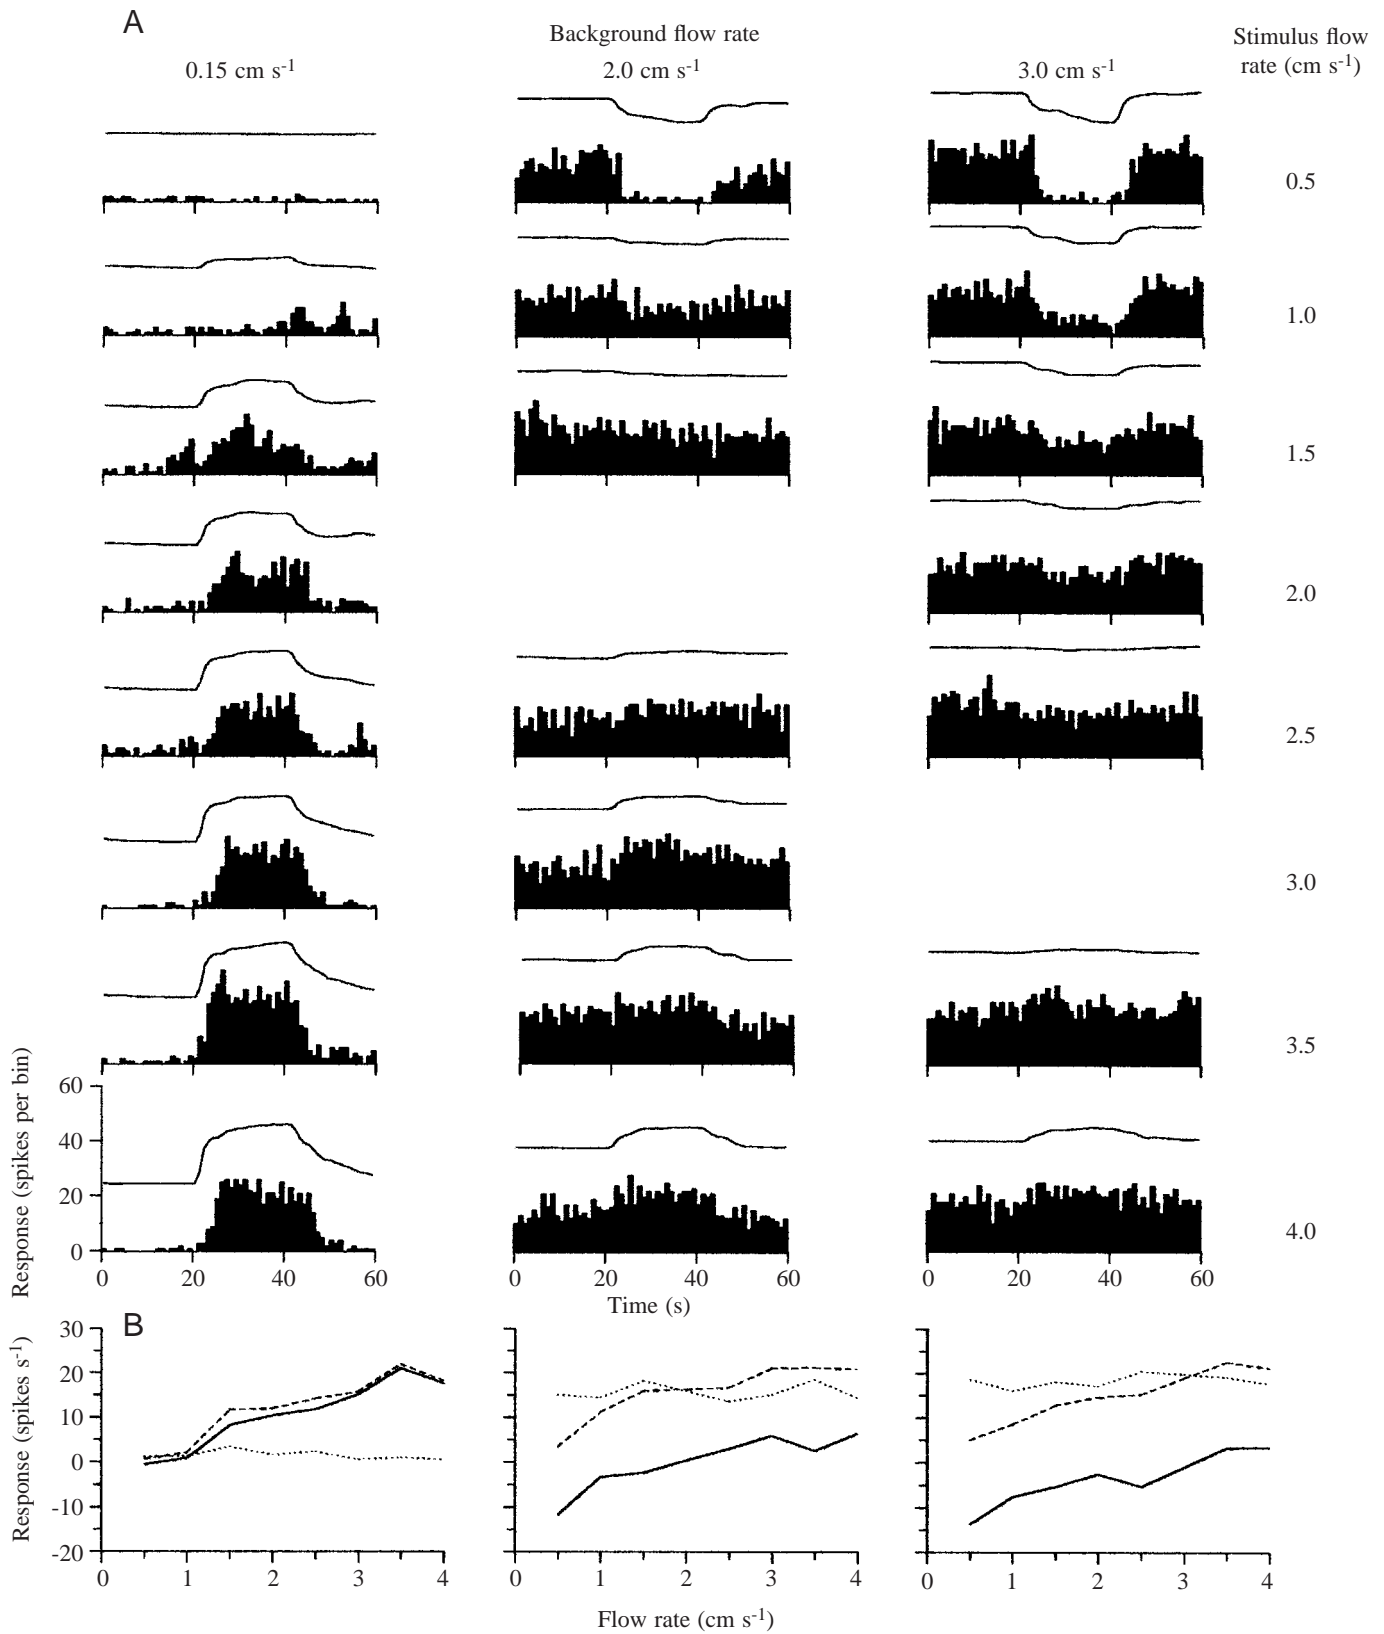 A
Background flow rate
Stimulus flow
rate (cm s-1)
0.15 cm s-1
2.0 cm s-1
3.0 cm s-1
0.5
1.0
1.5
2.0
2.5
3.0
3.5
4.0
Response (spikes per bin)
60
40
20
0
0 20 40 60
0 20 40 60
0 20 40 60
Time (s)
B
Response (spikes s-1)
30
20
10
0
-10
-20
0 1 2 3 4
0 1 2 3 4
0 1 2 3 4
Flow rate (cm s-1)